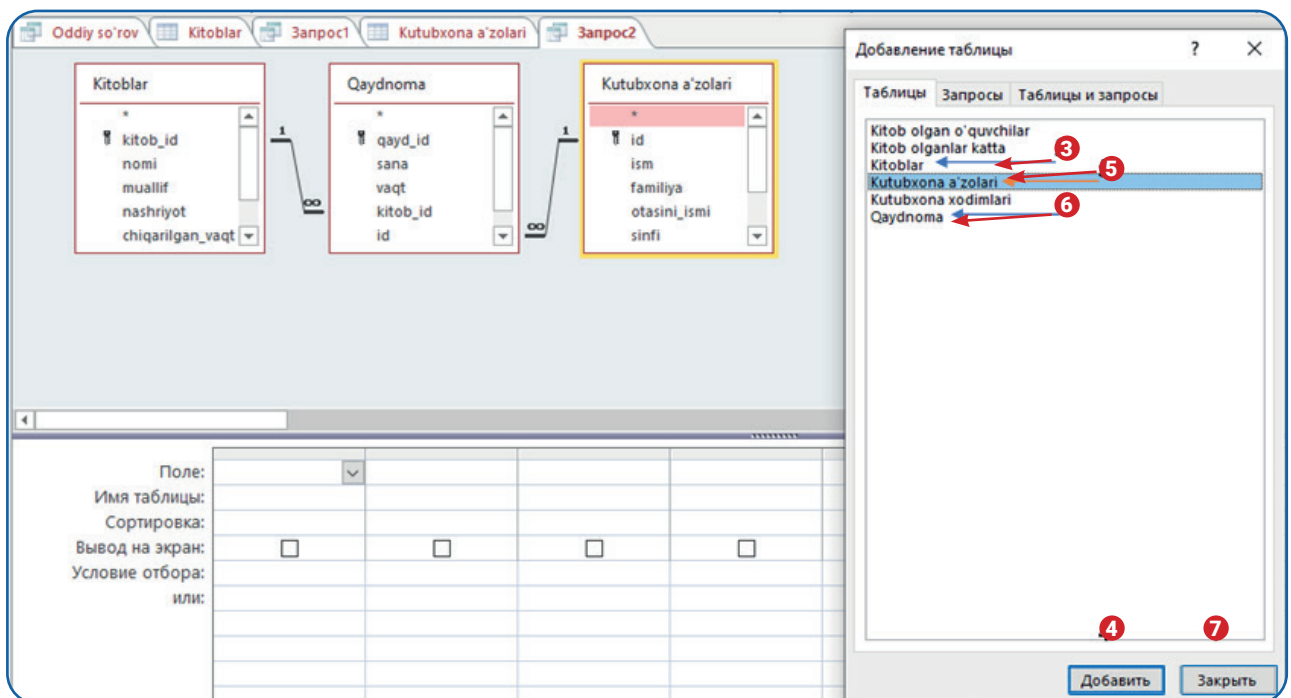 Oddiy so'rov Kitoblar Запрос1 Kutubxona a'zolari Запрос2
Kitoblar
*
kitob_id
nomi
muallif
nashriyot
chiqarilgan_vaqt
1
∞
Qaydnoma
*
qayd_id
sana
vaqt
kitob_id
id
1
∞
Kutubxona a'zolari
*
id
ism
familiya
otasini_ismi
sinfi
Поле:
Имя таблицы:
Сортировка:
Вывод на экран:
Условие отбора:
или:
Добавление таблицы ? ×
Таблицы Запросы Таблицы и запросы
Kitob olgan o'quvchilar
Kitob olganlar katta
Kitoblar 3
Kutubxona a'zolari 5
Kutubxona xodimlari
Qaydnoma 6
4 7
Добавить Закрыть